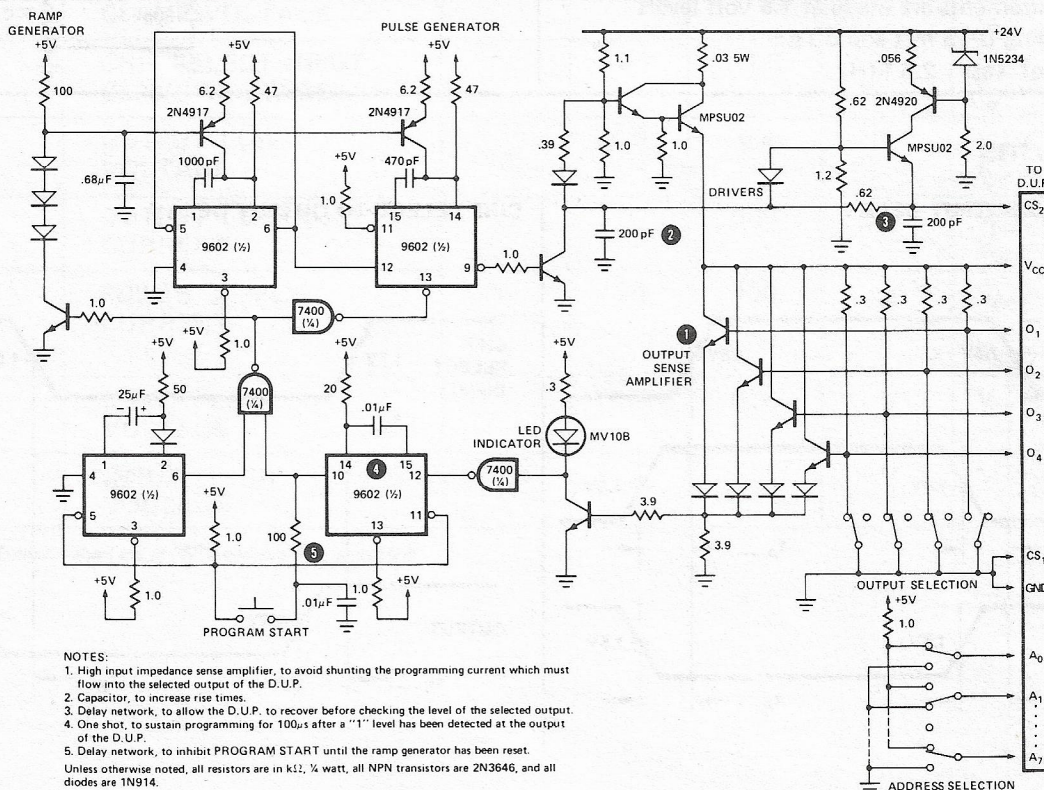 RAMP
GENERATOR
PULSE GENERATOR
+5V
+5V
+5V
+5V
+5V
+24V
100
6.2
47
6.2
47
1.1
.03 5W
.056
1N5234
2N4917
2N4917
MPSU02
.62
2N4920
1000pF
+5V
470 pF
.39
1.0
1.0
MPSU02
2.0
.68μF
1.0
DRIVERS
1.2
TO
D.U.P.
.62
CS2
5
2
6
15
14
11
200 pF
2
3
200 pF
9602 (½)
9602 (½)
4
3
12
13
9
1.0
VCC
1.0
+5V
1.0
7400
(¼)
.3
.3
.3
.3
1
OUTPUT
SENSE
AMPLIFIER
O1
O2
O3
O4
+5V
50
25μF
- +
7400
(¼)
+5V
20
.01μF
+5V
.3
LED
INDICATOR
MV10B
1
2
4
6
9602 (½)
5
3
14
15
4
10
12
9602 (½)
11
13
7400
(¼)
3.9
3.9
+5V
1.0
+5V
1.0
100
5
.01μF
1.0
+5V
PROGRAM START
OUTPUT SELECTION
CS1
GND
+5V
1.0
A0
A1
A7
ADDRESS SELECTION
NOTES:
1. High input impedance sense amplifier, to avoid shunting the programming current which must
flow into the selected output of the D.U.P.
2. Capacitor, to increase rise times.
3. Delay network, to allow the D.U.P. to recover before checking the level of the selected output.
4. One shot, to sustain programming for 100μs after a "1" level has been detected at the output
of the D.U.P.
5. Delay network, to inhibit PROGRAM START until the ramp generator has been reset.
Unless otherwise noted, all resistors are in kΩ, ¼ watt, all NPN transistors are 2N3646, and all
diodes are 1N914.